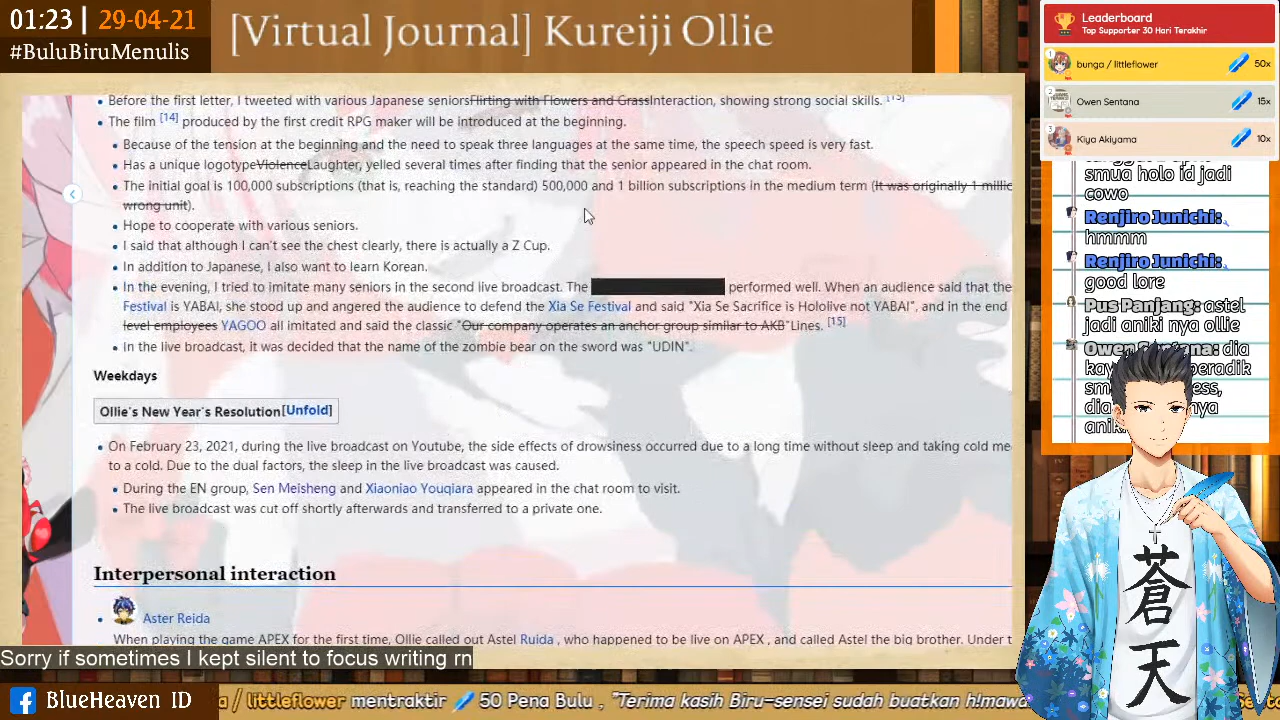 01:23 | 29-04-21
#BuluBiruMenulis
[Virtual Journal] Kureiji Ollie
Before the first letter, I tweeted with various Japanese seniorsFlirting with Flowers and GrassInteraction, showing strong social skills. [13]
The film [14] produced by the first credit RPG maker will be introduced at the beginning.
Because of the tension at the beginning and the need to speak three languages at the same time, the speech speed is very fast.
Has a unique logotypeViolenceLaughter, yelled several times after finding that the senior appeared in the chat room.
The initial goal is 100,000 subscriptions (that is, reaching the standard) 500,000 and 1 billion subscriptions in the medium term (It was originally 1 millic
wrong unit).
Hope to cooperate with various seniors.
I said that although I can't see the chest clearly, there is actually a Z Cup.
In addition to Japanese, I also want to learn Korean.
In the evening, I tried to imitate many seniors in the second live broadcast. The performed well. When an audience said that the
Festival is YABAI, she stood up and angered the audience to defend the Xia Se Festival and said "Xia Se Sacrifice is Hololive not YABAI", and in the end
level employees YAGOO all imitated and said the classic "Our company operates an anchor group similar to AKB"Lines. [15]
In the live broadcast, it was decided that the name of the zombie bear on the sword was "UDIN".
Weekdays
Ollie's New Year's Resolution[Unfold]
On February 23, 2021, during the live broadcast on Youtube, the side effects of drowsiness occurred due to a long time without sleep and taking cold me
to a cold. Due to the dual factors, the sleep in the live broadcast was caused.
During the EN group, Sen Meisheng and Xiaoniao Youqiara appeared in the chat room to visit.
The live broadcast was cut off shortly afterwards and transferred to a private one.
Interpersonal interaction
Aster Reida
When playing the game APEX for the first time, Ollie called out Astel Ruida , who happened to be live on APEX , and called Astel the big brother. Under t
Sorry if sometimes I kept silent to focus writing rn
Leaderboard
Top Supporter 30 Hari Terakhir
1 bunga / littleflower 50x
2 Owen Sentana 15x
3 Kiya Akiyama 10x
smua holo id jadi
cowo
Renjiro Junichi:
hmmm
Renjiro Junichi:
good lore
Pus Panjang: astel
jadi aniki nya ollie
Owen dia
kay peradik
sm ess,
dia nya
anik
蒼天
BlueHeaven ID
a / littleflower mentraktir 50 Pena Bulu , "Terima kasih Biru-sensei sudah buatkan h!mawa